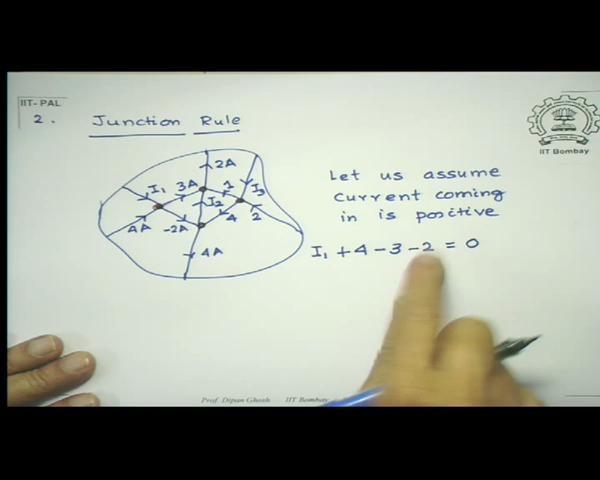 IIT-PAL
2. Junction Rule
IIT Bombay
Let us assume
current coming
in is positive
I₁ + 4 - 3 - 2 = 0
2A
I₁ 3A 1 I₃
I₂
4A -2A 4 2
4A
Prof. Dipan Ghosh IIT Bombay